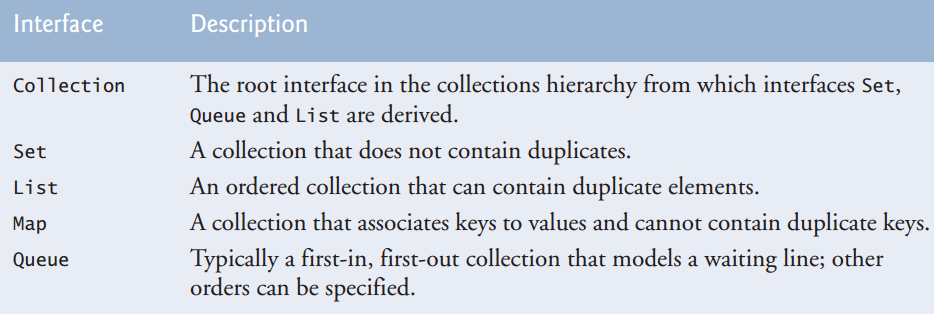 Interface Description
Collection The root interface in the collections hierarchy from which interfaces Set,
Queue and List are derived.
Set A collection that does not contain duplicates.
List An ordered collection that can contain duplicate elements.
Map A collection that associates keys to values and cannot contain duplicate keys.
Queue Typically a first-in, first-out collection that models a waiting line; other
orders can be specified.